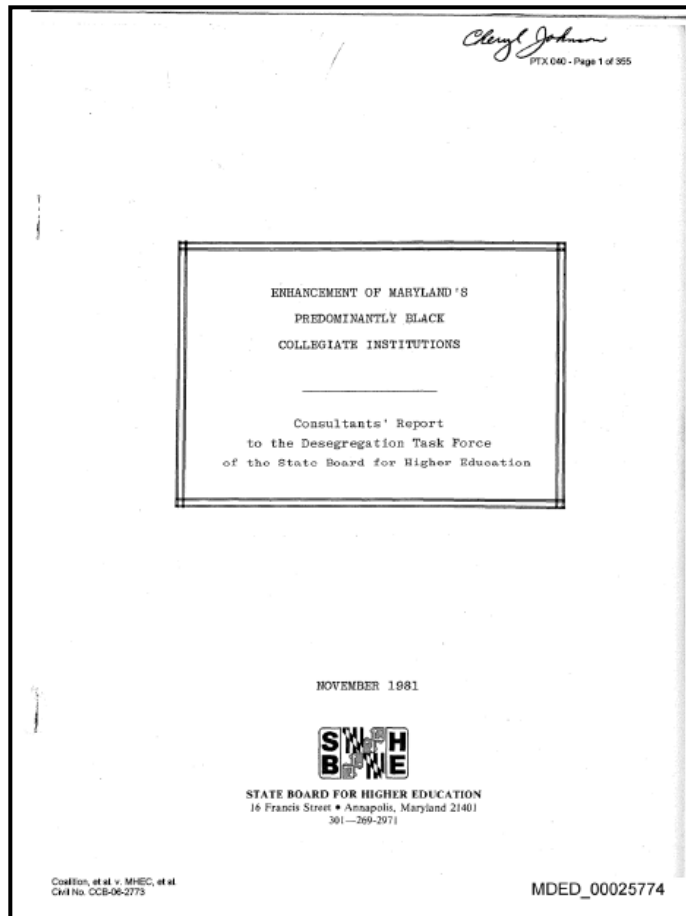 Cheryl Johnson
PTX 040 - Page 1 of 355
ENHANCEMENT OF MARYLAND'S
PREDOMINANTLY BLACK
COLLEGIATE INSTITUTIONS
Consultants' Report
to the Desegregation Task Force
of the State Board for Higher Education
NOVEMBER 1981
S H
B E
STATE BOARD FOR HIGHER EDUCATION
16 Francis Street • Annapolis, Maryland 21401
301—269-2971
Coalition, et al. v. MHEC, et al.
Civil No. CCB-06-2773
MDED_00025774